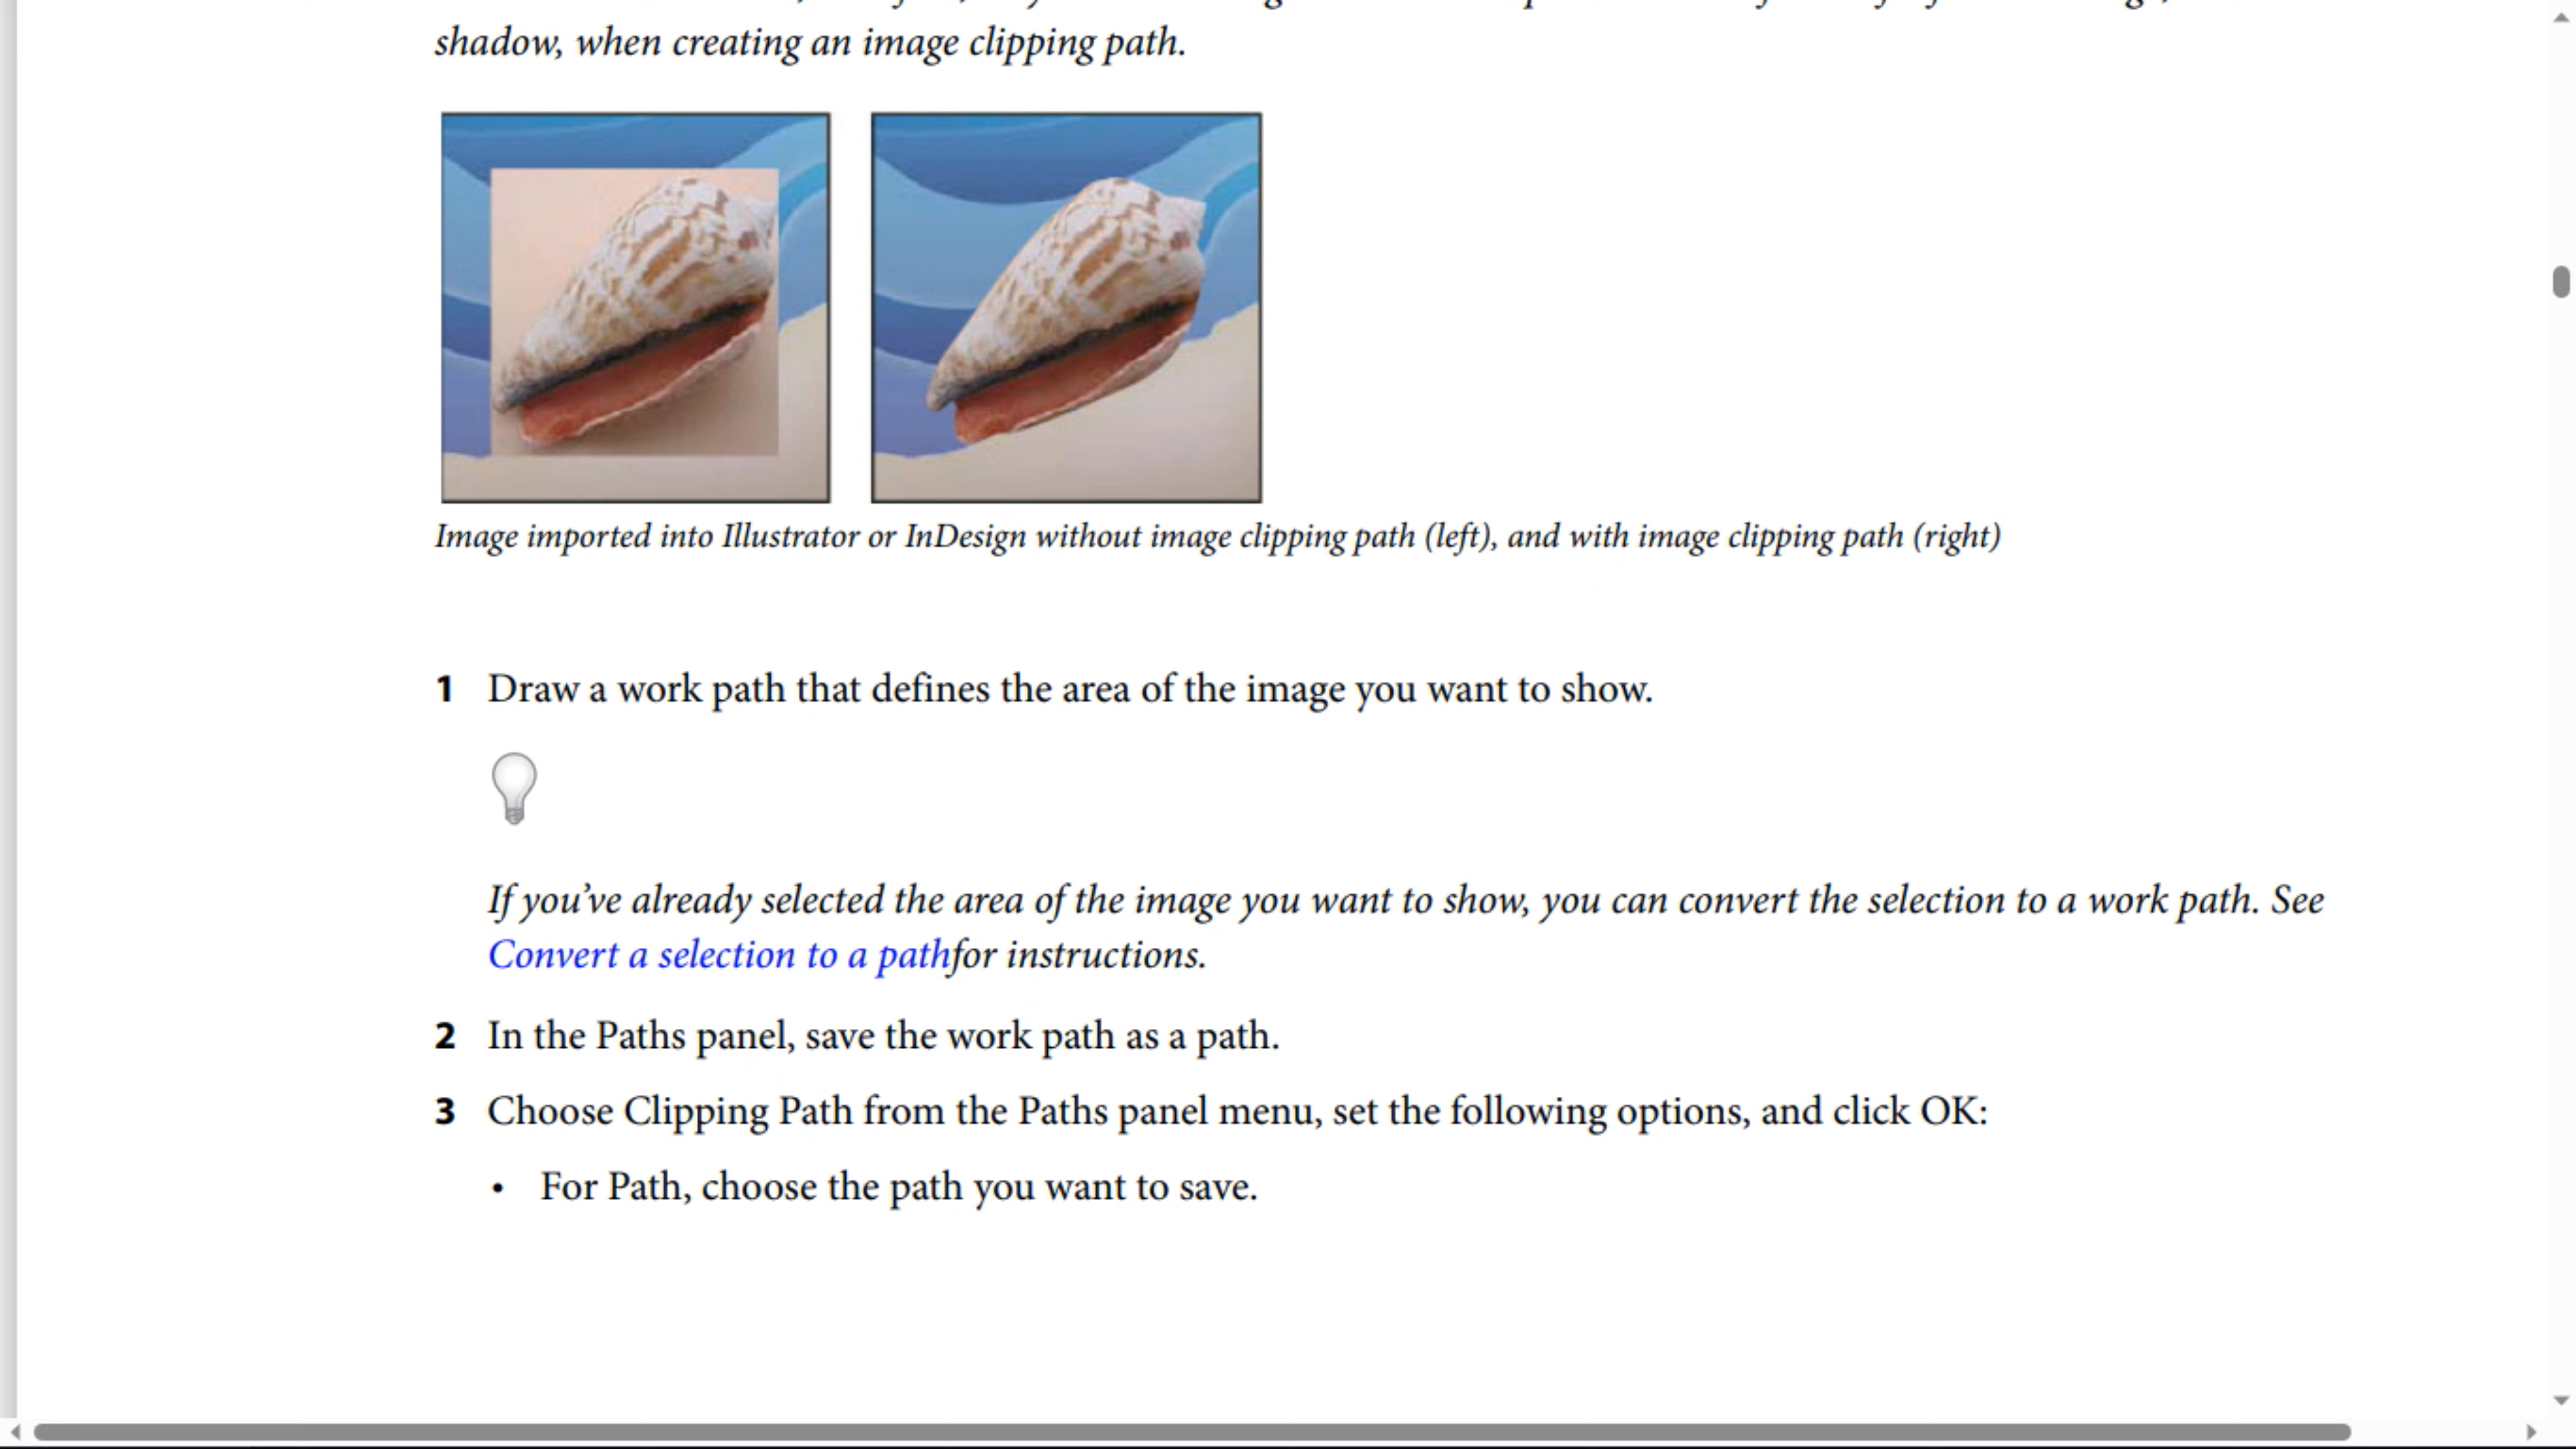 shadow, when creating an image clipping path.
Image imported into Illustrator or InDesign without image clipping path (left), and with image clipping path (right)
1 Draw a work path that defines the area of the image you want to show.
If you’ve already selected the area of the image you want to show, you can convert the selection to a work path. See
Convert a selection to a pathfor instructions.
2 In the Paths panel, save the work path as a path.
3 Choose Clipping Path from the Paths panel menu, set the following options, and click OK:
• For Path, choose the path you want to save.